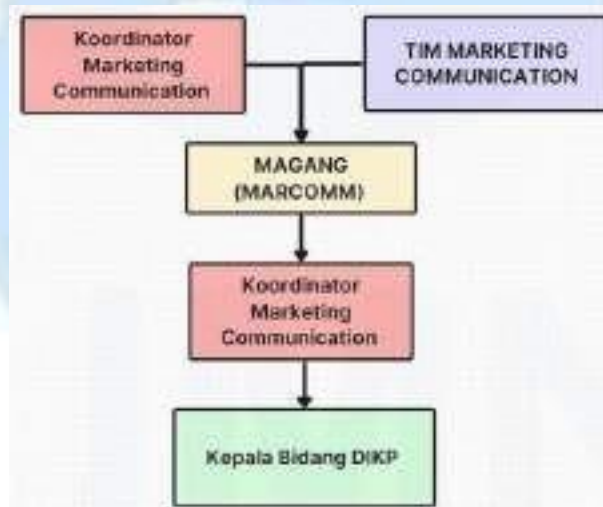 Koordinator
Marketing
Communication
TIM MARKETING
COMMUNICATION
MAGANG
(MARCOMM)
Koordinator
Marketing
Communication
Kepala Bidang DIKP